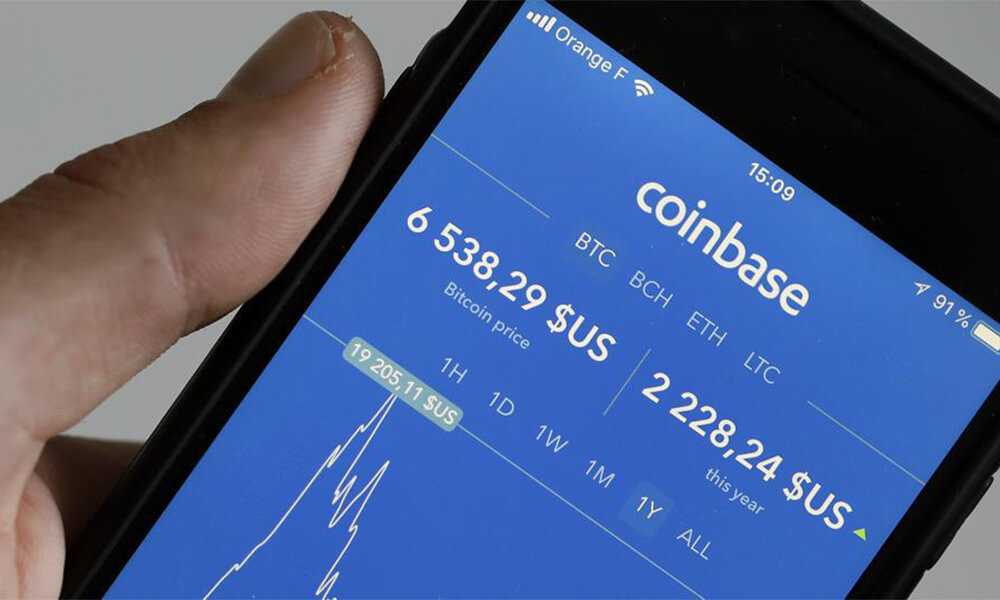 Orange F
15:09
91 %
coinbase
BTC BCH ETH LTC
6 538,29 $US
Bitcoin price
2 228,24 $US
this year
1H 1D 1W 1M 1Y ALL
19 205,11 $US